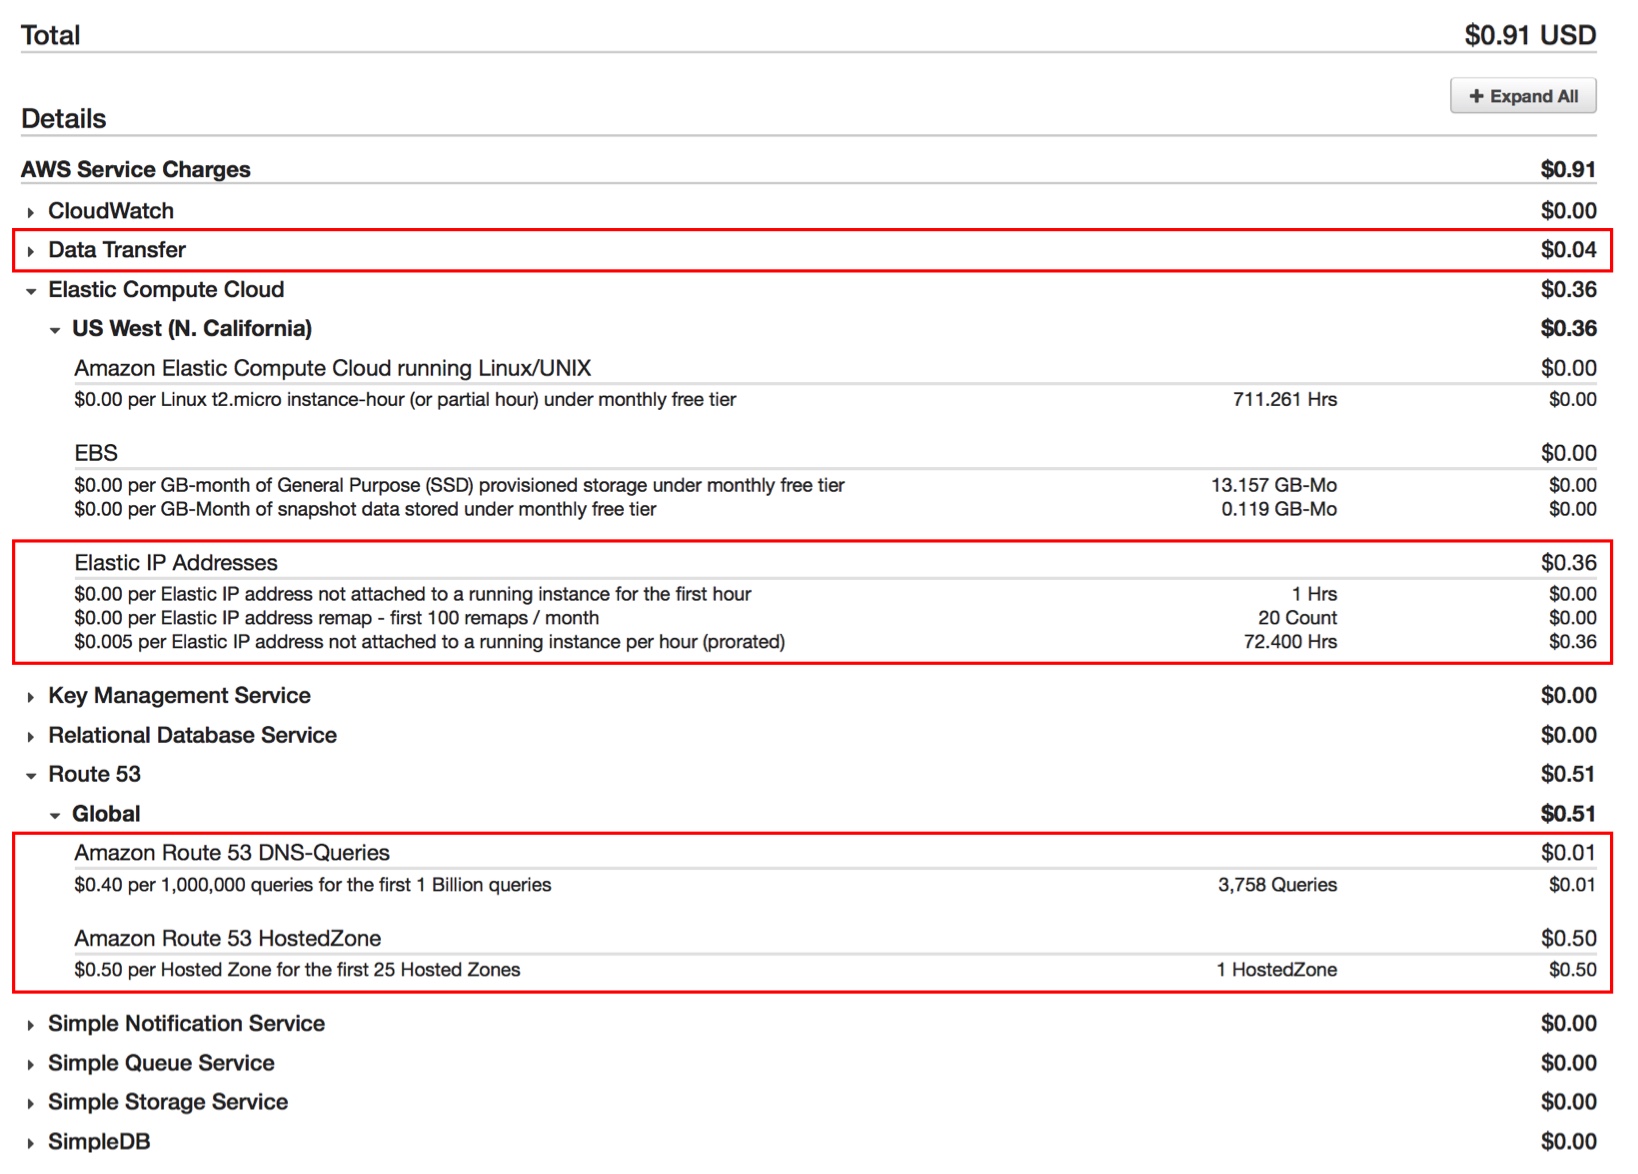 Total $0.91 USD
+ Expand All
Details
AWS Service Charges $0.91
CloudWatch $0.00
Data Transfer $0.04
Elastic Compute Cloud $0.36
US West (N. California) $0.36
Amazon Elastic Compute Cloud running Linux/UNIX $0.00
$0.00 per Linux t2.micro instance-hour (or partial hour) under monthly free tier 711.261 Hrs $0.00
EBS $0.00
$0.00 per GB-month of General Purpose (SSD) provisioned storage under monthly free tier 13.157 GB-Mo $0.00
$0.00 per GB-Month of snapshot data stored under monthly free tier 0.119 GB-Mo $0.00
Elastic IP Addresses $0.36
$0.00 per Elastic IP address not attached to a running instance for the first hour 1 Hrs $0.00
$0.00 per Elastic IP address remap - first 100 remaps / month 20 Count $0.00
$0.005 per Elastic IP address not attached to a running instance per hour (prorated) 72.400 Hrs $0.36
Key Management Service $0.00
Relational Database Service $0.00
Route 53 $0.51
Global $0.51
Amazon Route 53 DNS-Queries $0.01
$0.40 per 1,000,000 queries for the first 1 Billion queries 3,758 Queries $0.01
Amazon Route 53 HostedZone $0.50
$0.50 per Hosted Zone for the first 25 Hosted Zones 1 HostedZone $0.50
Simple Notification Service $0.00
Simple Queue Service $0.00
Simple Storage Service $0.00
SimpleDB $0.00